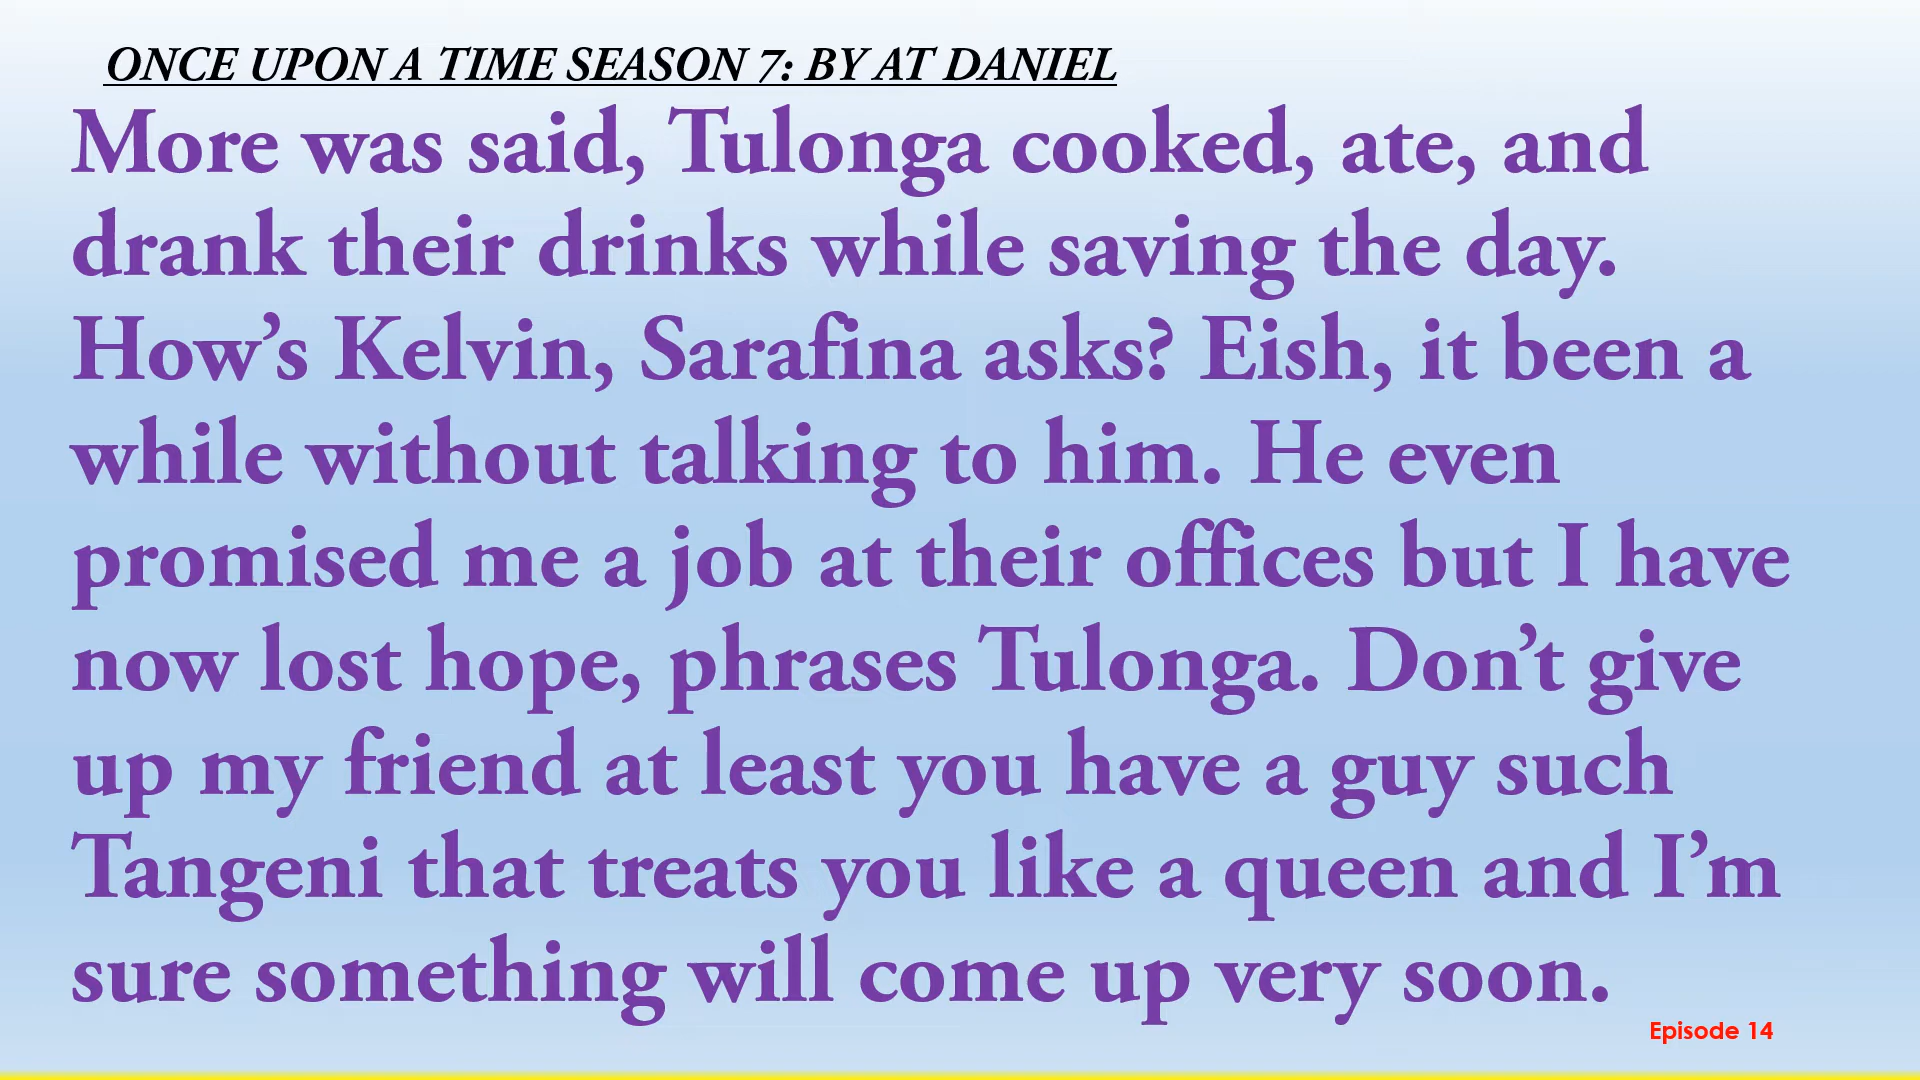 ONCE UPON A TIME SEASON 7: BY AT DANIEL
More was said, Tulonga cooked, ate, and
drank their drinks while saving the day.
How’s Kelvin, Sarafina asks? Eish, it been a
while without talking to him. He even
promised me a job at their offices but I have
now lost hope, phrases Tulonga. Don’t give
up my friend at least you have a guy such
Tangeni that treats you like a queen and I’m
sure something will come up very soon.
Episode 14